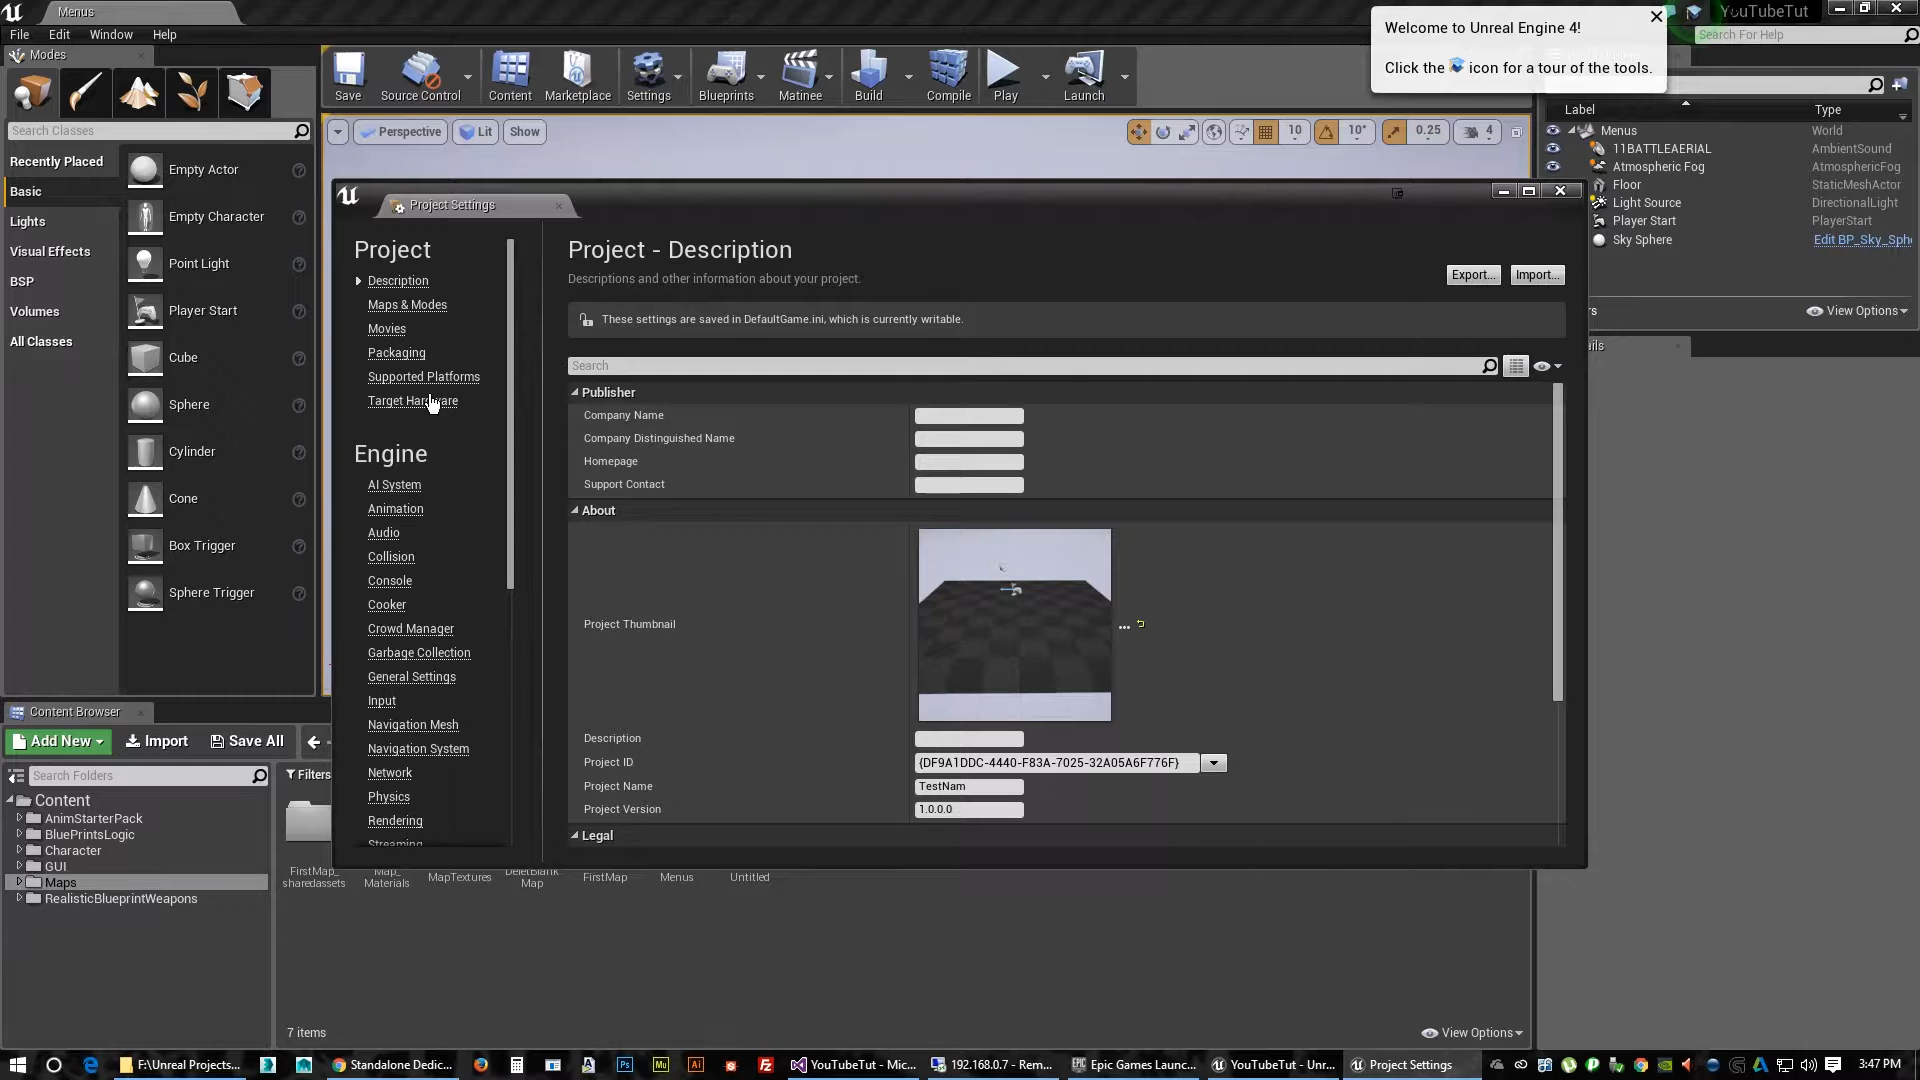 Menus
YouTubeTut
File Edit Window Help
Search For Help
Welcome to Unreal Engine 4!
Click the icon for a tour of the tools.
Modes
Save Source Control Content Marketplace Settings Blueprints Matinee Build Compile Play Launch
Search Classes
Perspective Lit Show
10 10° 0.25 4
Recently Placed
Basic
Lights
Visual Effects
BSP
Volumes
All Classes
Empty Actor
Empty Character
Point Light
Player Start
Cube
Sphere
Cylinder
Cone
Box Trigger
Sphere Trigger
Label Type
Menus World
11BATTLEAERIAL AmbientSound
Atmospheric Fog AtmosphericFog
Floor StaticMeshActor
Light Source DirectionalLight
Player Start PlayerStart
Sky Sphere Edit BP_Sky_Sph
View Options
Project Settings
Project
Description
Maps & Modes
Movies
Packaging
Supported Platforms
Target Hardware
Engine
AI System
Animation
Audio
Collision
Console
Cooker
Crowd Manager
Garbage Collection
General Settings
Input
Navigation Mesh
Navigation System
Network
Physics
Rendering
Streaming
Project - Description
Descriptions and other information about your project.
Export... Import...
These settings are saved in DefaultGame.ini, which is currently writable.
Search
Publisher
Company Name
Company Distinguished Name
Homepage
Support Contact
About
Project Thumbnail
...
Description
Project ID {DF9A1DDC-4440-F83A-7025-32A05A6F776F}
Project Name TestNam
Project Version 1.0.0.0
Legal
Content Browser
Add New Import Save All
Search Folders
Filters
Content
AnimStarterPack
BluePrintsLogic
Character
GUI
Maps
RealisticBlueprintWeapons
FirstMap_
sharedassets
Map_
Materials
MapTextures
DeletBlank
Map
FirstMap
Menus
Untitled
7 items
View Options
F:\Unreal Projects... Standalone Dedic... YouTubeTut - Mic... 192.168.0.7 - Rem... Epic Games Launc... YouTubeTut - Unr... Project Settings 3:47 PM